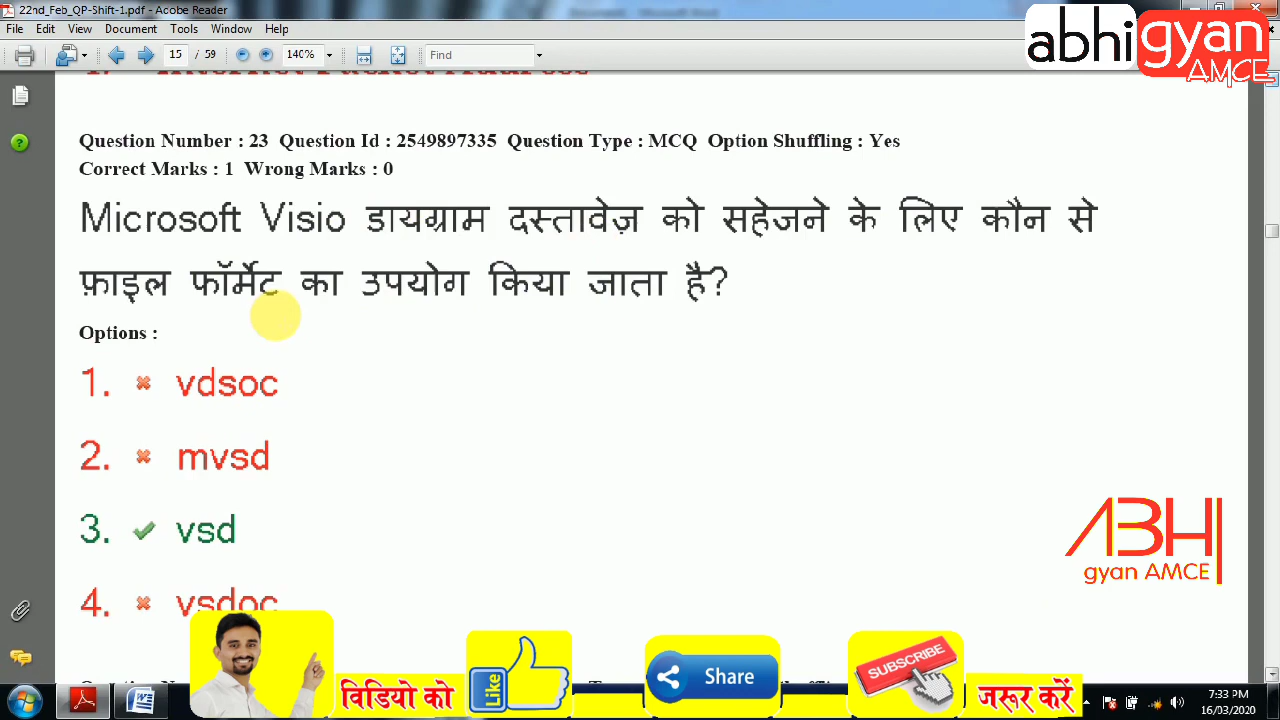 22nd_Feb_QP-Shift-1.pdf - Adobe Reader
File Edit View Document Tools Window Help
15 / 59 140% Find
abhigyan
AMCE
Question Number : 23 Question Id : 2549897335 Question Type : MCQ Option Shuffling : Yes
Correct Marks : 1 Wrong Marks : 0
Microsoft Visio डायग्राम दस्तावेज़ को सहेजने के लिए कौन से
फ़ाइल फॉर्मेट का उपयोग किया जाता है?
Options :
1. vdsoc
2. mvsd
3. vsd
4. vsdoc
ABHI
gyan AMCE
विडियो को
Like
Share
SUBSCRIBE
जरूर करें
7:33 PM
16/03/2020